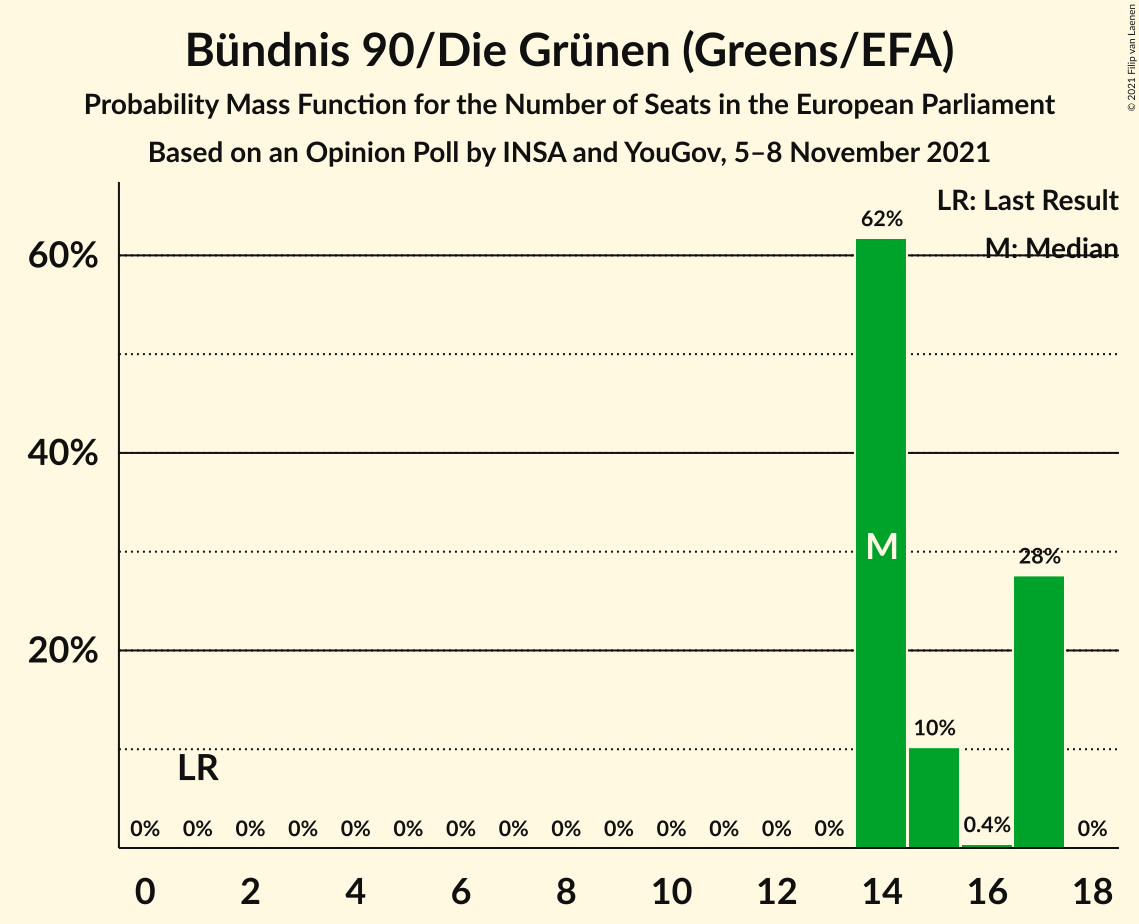 Bündnis 90/Die Grünen (Greens/EFA)
Probability Mass Function for the Number of Seats in the European Parliament
Based on an Opinion Poll by INSA and YouGov, 5–8 November 2021
© 2021 Filip van Laenen
LR: Last Result
M: Median
62%
60%
40%
M
28%
20%
10%
LR
0% 0% 0% 0% 0% 0% 0% 0% 0% 0% 0% 0% 0% 0% 0.4% 0%
0 2 4 6 8 10 12 14 16 18